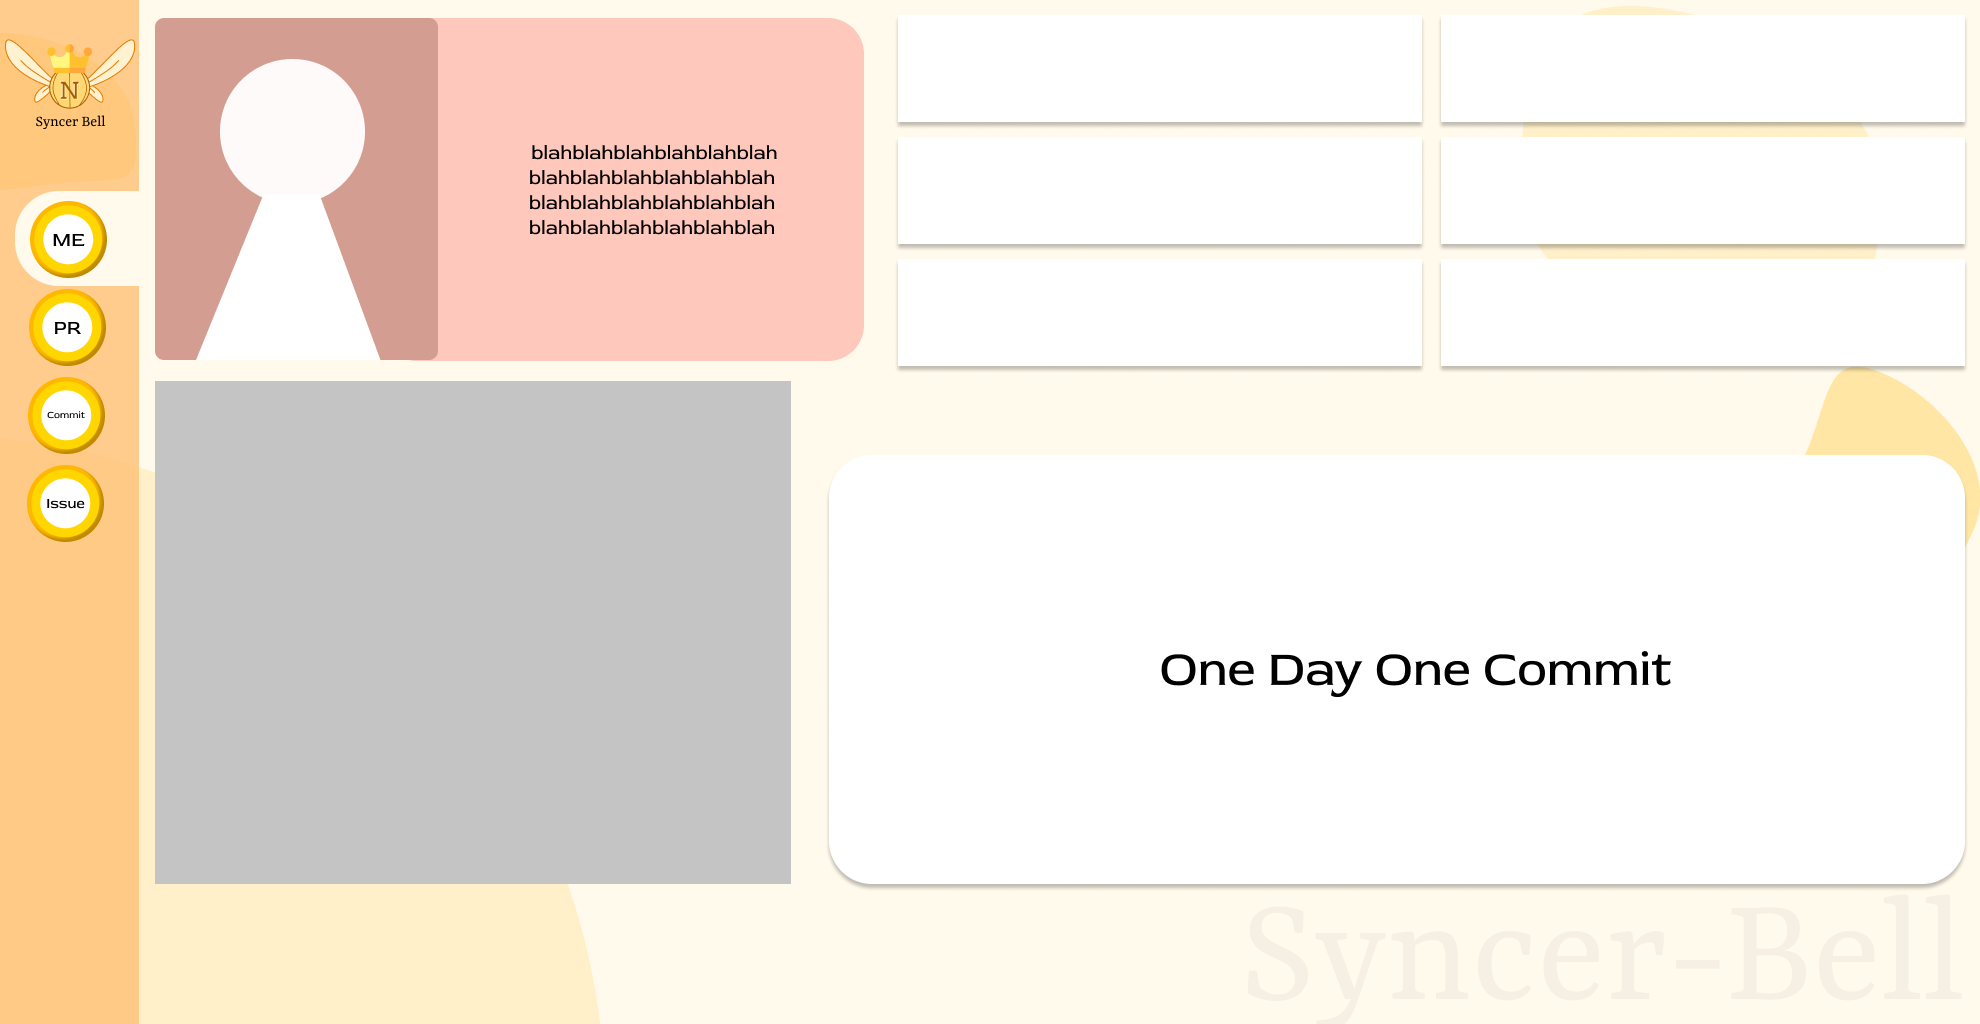 N
Syncer Bell
ME
PR
Commit
Issue
blahblahblahblahblahblah
blahblahblahblahblahblah
blahblahblahblahblahblah
blahblahblahblahblahblah
One Day One Commit
Syncer-Bell